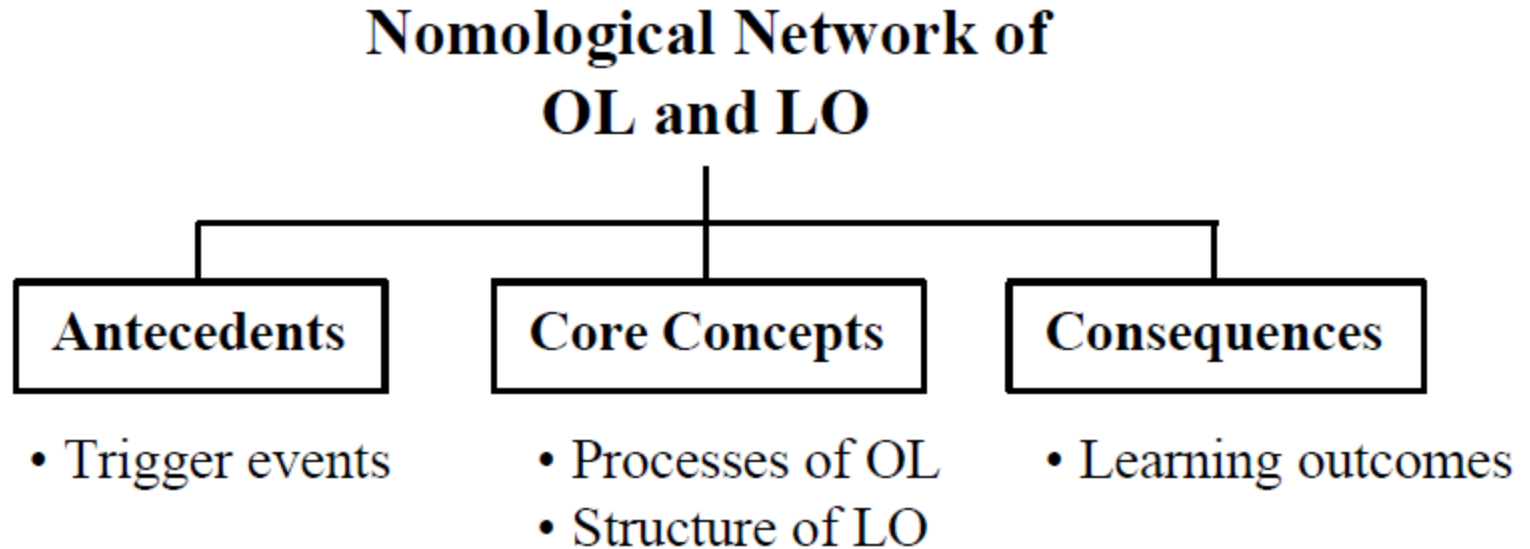 Nomological Network of
OL and LO
Antecedents
Core Concepts
Consequences
• Trigger events
• Processes of OL
• Structure of LO
• Learning outcomes